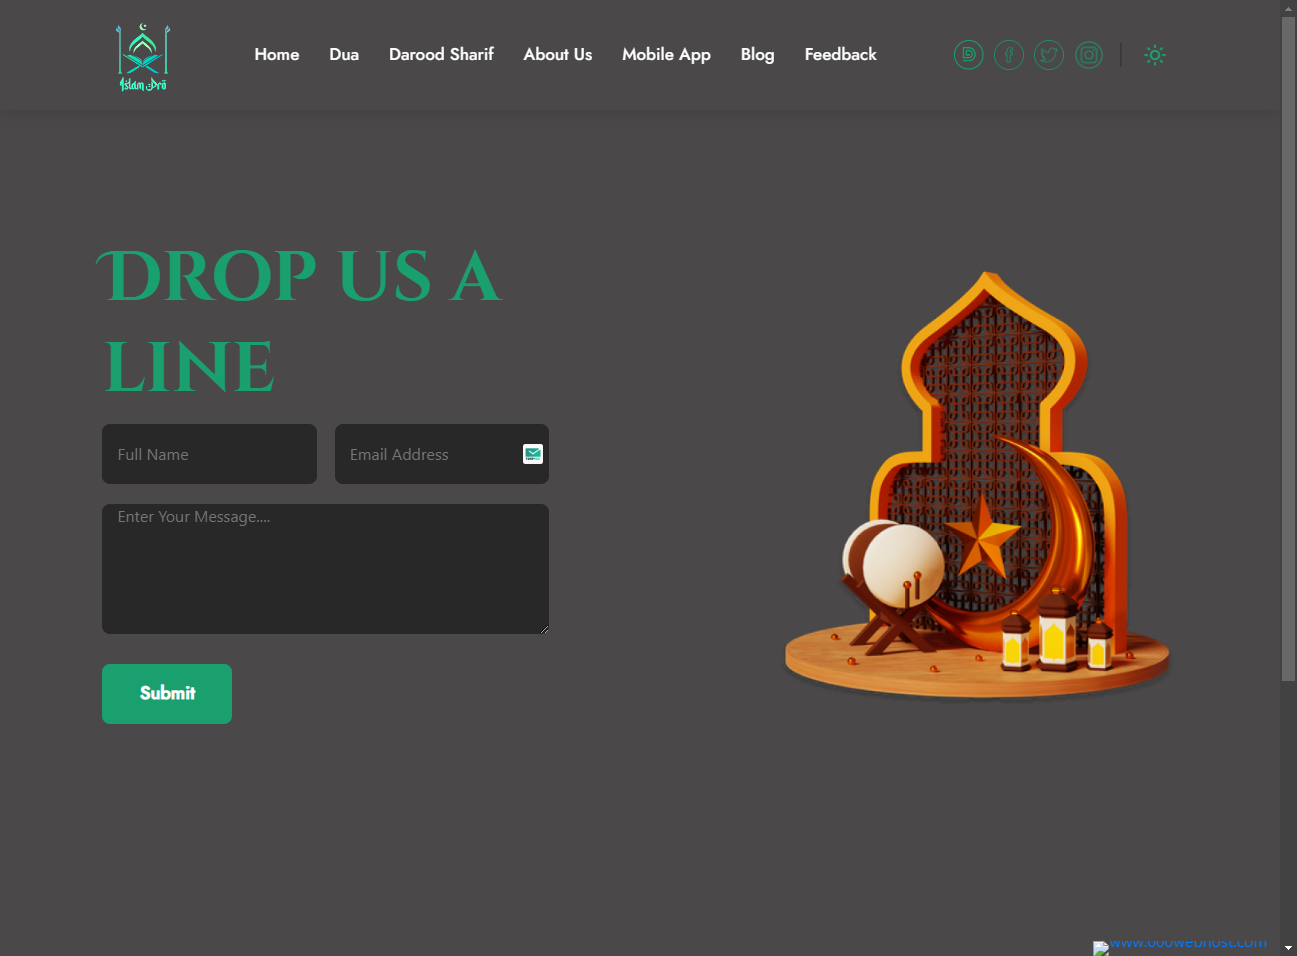 Islam Pro
Home Dua Darood Sharif About Us Mobile App Blog Feedback
Drop us a
line
Full Name Email Address
Enter Your Message....
Submit
www.000webhost.com